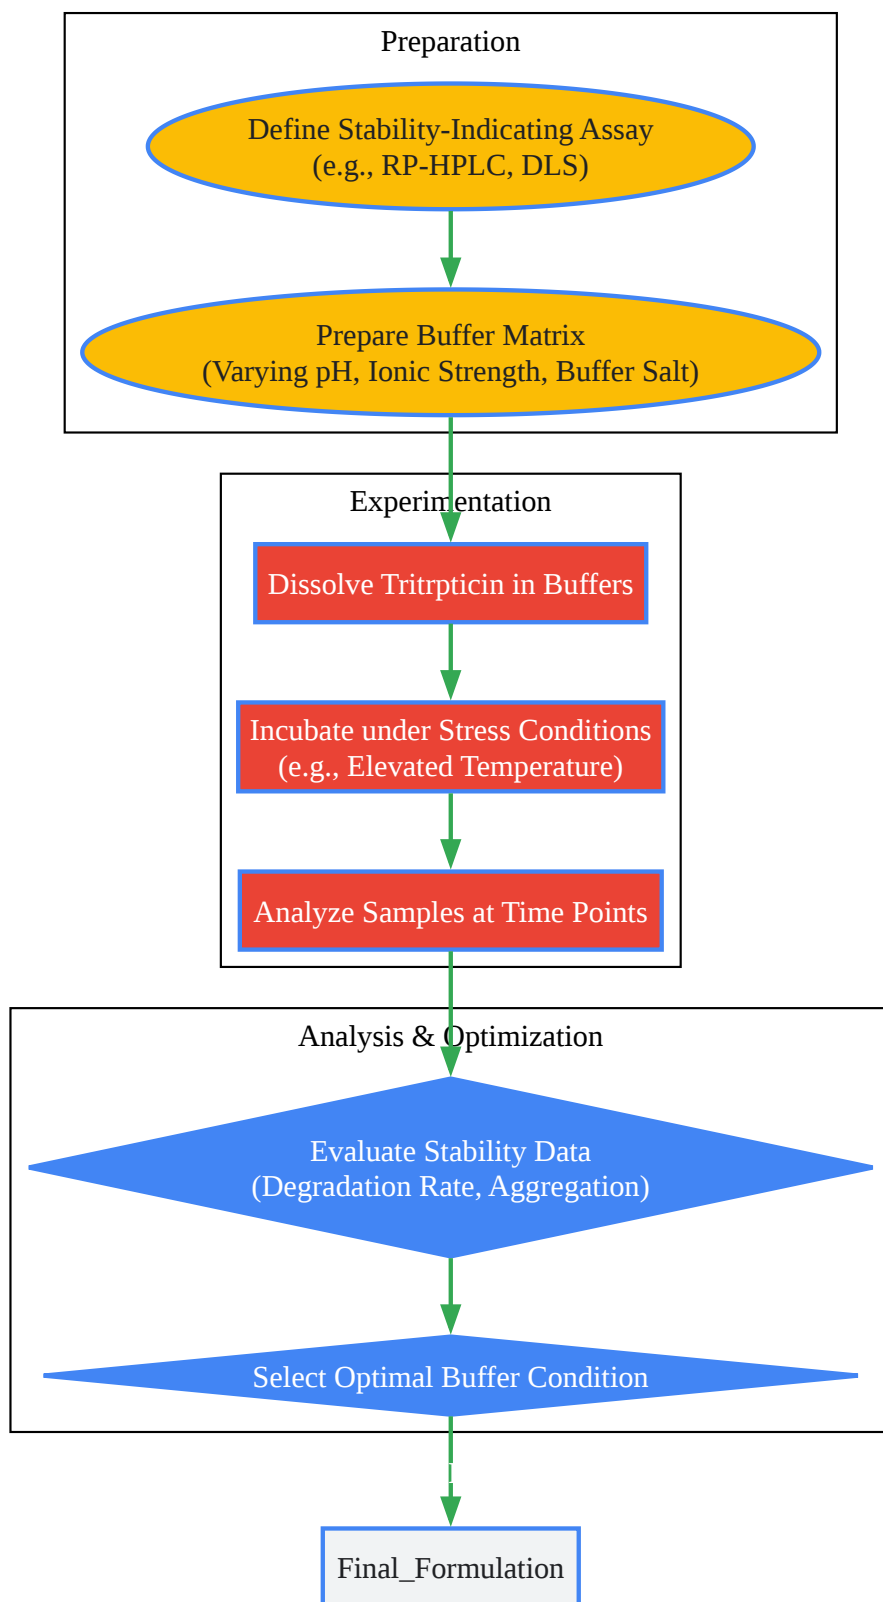 Preparation
Define Stability-Indicating Assay
(e.g., RP-HPLC, DLS)
Prepare Buffer Matrix
(Varying pH, Ionic Strength, Buffer Salt)
Experimentation
Dissolve Tritrpticin in Buffers
Incubate under Stress Conditions
(e.g., Elevated Temperature)
Analyze Samples at Time Points
Analysis & Optimization
Evaluate Stability Data
(Degradation Rate, Aggregation)
Select Optimal Buffer Condition
Final_Formulation